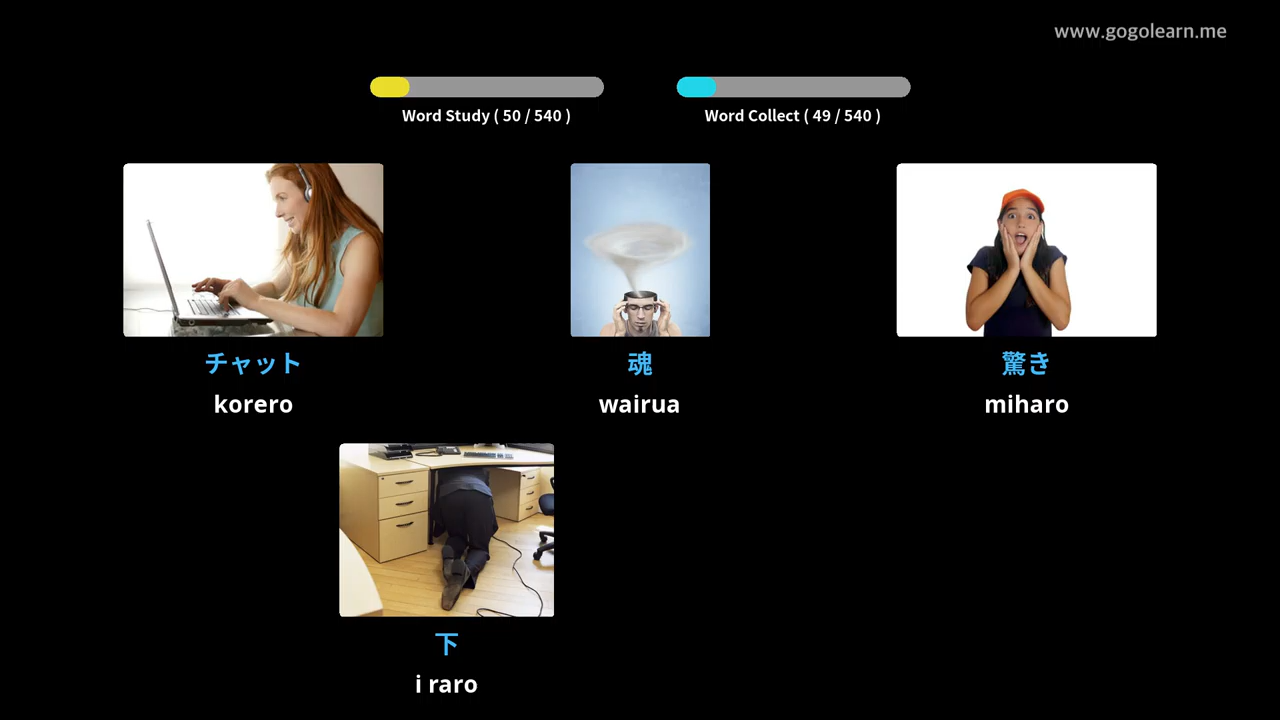 www.gogolearn.me
Word Study ( 50 / 540 )
Word Collect ( 49 / 540 )
チャット
korero
魂
wairua
驚き
miharo
下
i raro